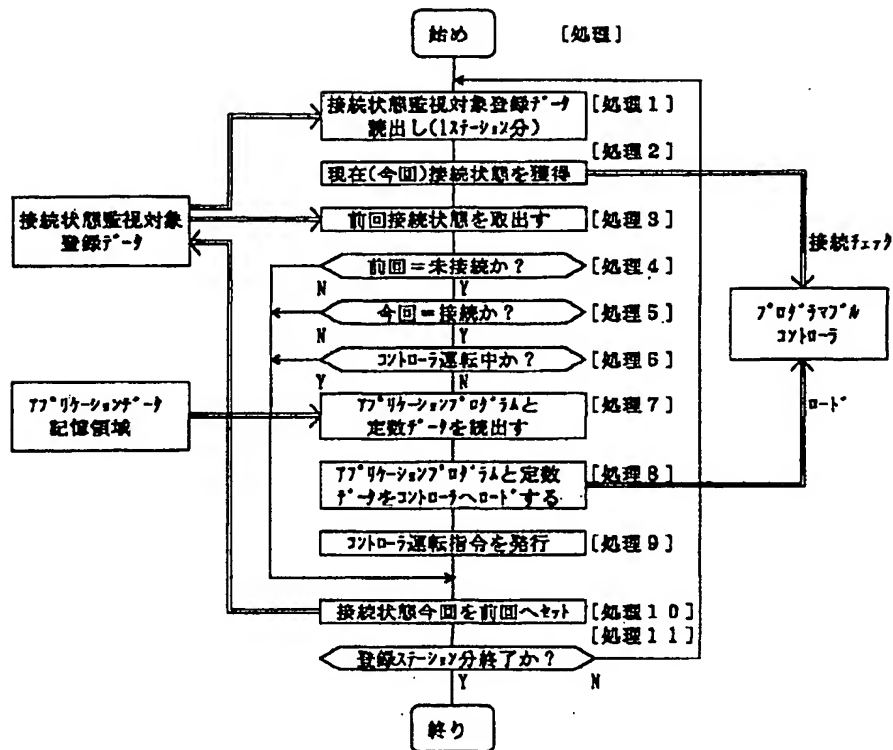 始め
[処理]
接続状態監視対象登録ﾃﾞｰﾀ
読出し(1ｽﾃｰｼｮﾝ分)
[処理1]
[処理2]
現在(今回)接続状態を獲得
接続状態監視対象
登録ﾃﾞｰﾀ
前回接続状態を取出す
[処理3]
接続チェック
前回＝未接続か？
[処理4]
N
Y
今回＝接続か？
[処理5]
N
Y
ﾌﾟﾛｸﾞﾗﾏﾌﾞﾙ
ｺﾝﾄﾛｰﾗ
ｺﾝﾄﾛｰﾗ運転中か？
[処理6]
Y
N
ｱﾌﾟﾘｹｰｼｮﾝﾃﾞｰﾀ
記憶領域
ｱﾌﾟﾘｹｰｼｮﾝﾌﾟﾛｸﾞﾗﾑと
定数ﾃﾞｰﾀを読出す
[処理7]
ﾛｰﾄﾞ
ｱﾌﾟﾘｹｰｼｮﾝﾌﾟﾛｸﾞﾗﾑと定数
ﾃﾞｰﾀをｺﾝﾄﾛｰﾗへﾛｰﾄﾞする
[処理8]
ｺﾝﾄﾛｰﾗ運転指令を発行
[処理9]
接続状態今回を前回へｾｯﾄ
[処理10]
[処理11]
登録ｽﾃｰｼｮﾝ分終了か？
Y
N
終り